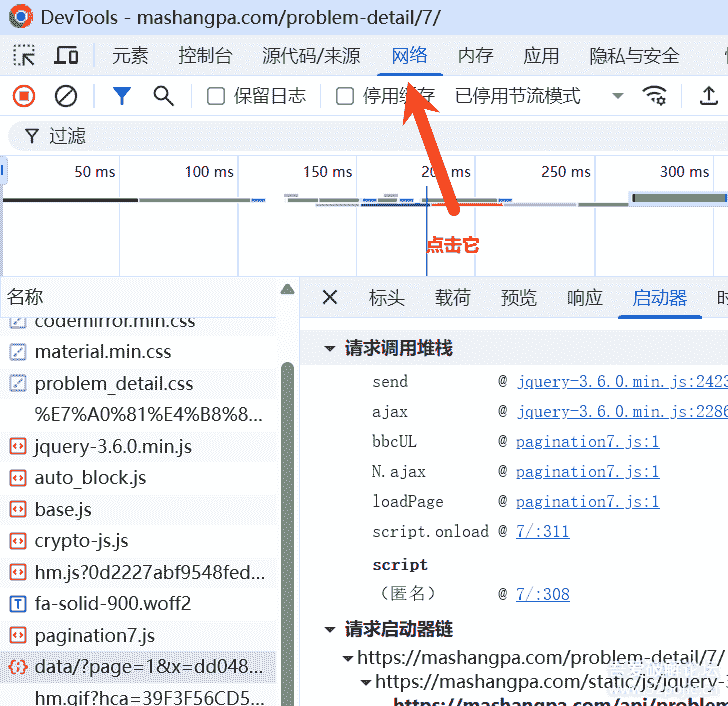 DevTools - mashangpa.com/problem-detail/7/
元素 控制台 源代码/来源 网络 内存 应用 隐私与安全
保留日志 停用缓存 已停用节流模式
过滤
50 ms 100 ms 150 ms 200 ms 250 ms 300 ms
点击它
名称
codemirror.min.css
material.min.css
problem_detail.css
%E7%A0%81%E4%B8%8...
jquery-3.6.0.min.js
auto_block.js
base.js
crypto-js.js
hm.js?0d2227abf9548fed...
fa-solid-900.woff2
pagination7.js
data/?page=1&x=dd048...
hm.gif?hca=39F3F56CD5...
标头 载荷 预览 响应 启动器
请求调用堆栈
send @ jquery-3.6.0.min.js:2423
ajax @ jquery-3.6.0.min.js:2286
bbcUL @ pagination7.js:1
N.ajax @ pagination7.js:1
loadPage @ pagination7.js:1
script.onload @ 7/:311
script
(匿名) @ 7/:308
请求启动器链
https://mashangpa.com/problem-detail/7/
https://mashangpa.com/static/js/jquery-
https://mashangpa.com/api/problem